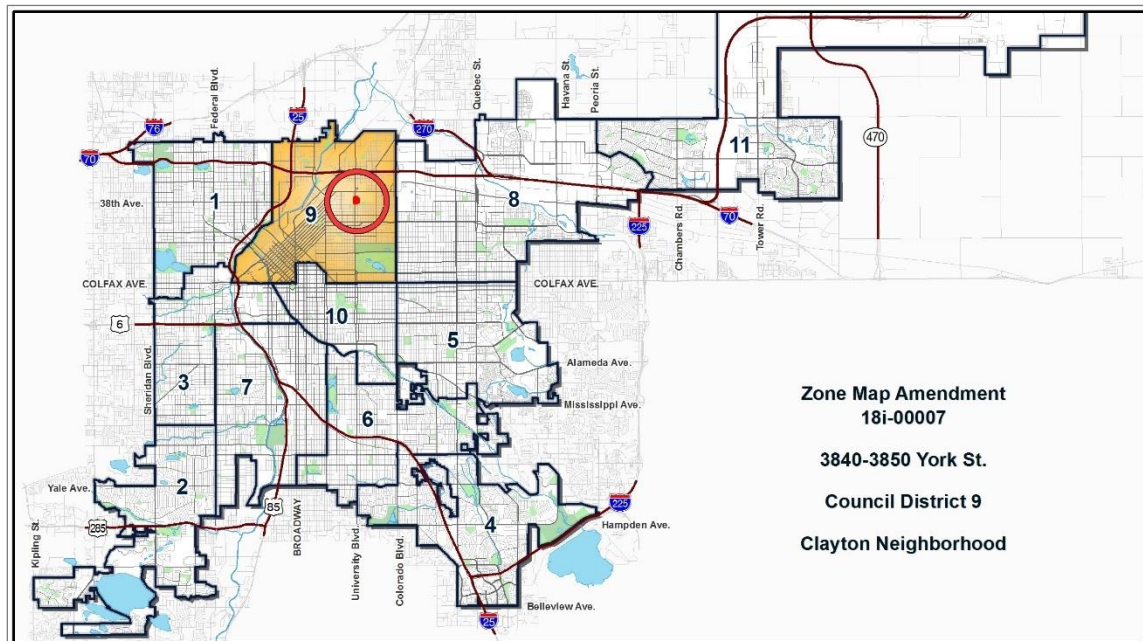 Federal Blvd.
Quebec St.
Havana St.
Peoria St.
76
25
270
70
470
11
38th Ave.
1
9
8
225
Chambers Rd.
70
Tower Rd.
COLFAX AVE.
COLFAX AVE.
6
10
5
Sheridan Blvd.
Alameda Ave.
3
7
6
Mississippi Ave.
Zone Map Amendment
18i-00007
3840-3850 York St.
Council District 9
Clayton Neighborhood
Yale Ave.
2
85
4
225
Kipling St.
285
BROADWAY
University Blvd.
Colorado Blvd.
Hampden Ave.
Belleview Ave.
25